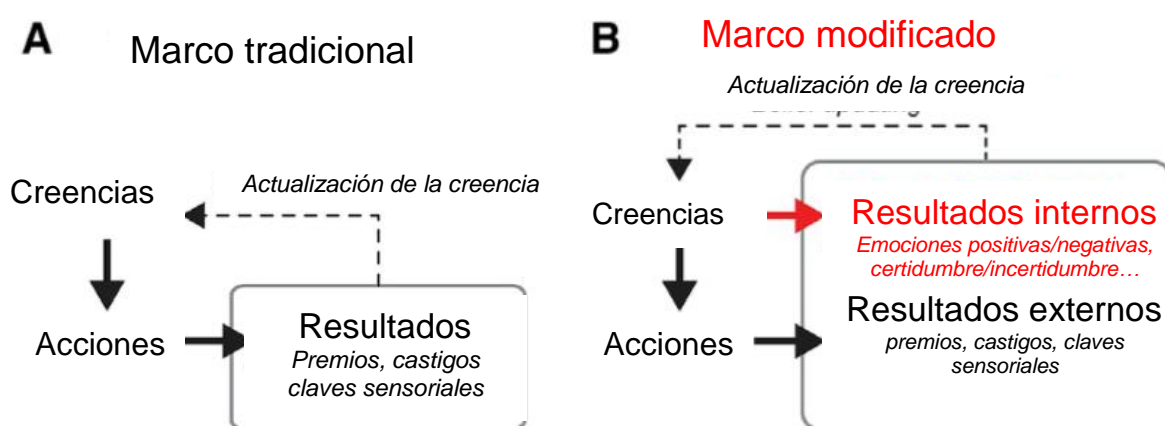 A
Marco tradicional
Creencias
Actualización de la creencia
Acciones
Resultados
Premios, castigos
claves sensoriales
B
Marco modificado
Actualización de la creencia
Creencias
Resultados internos
Emociones positivas/negativas,
certidumbre/incertidumbre…
Acciones
Resultados externos
premios, castigos, claves
sensoriales